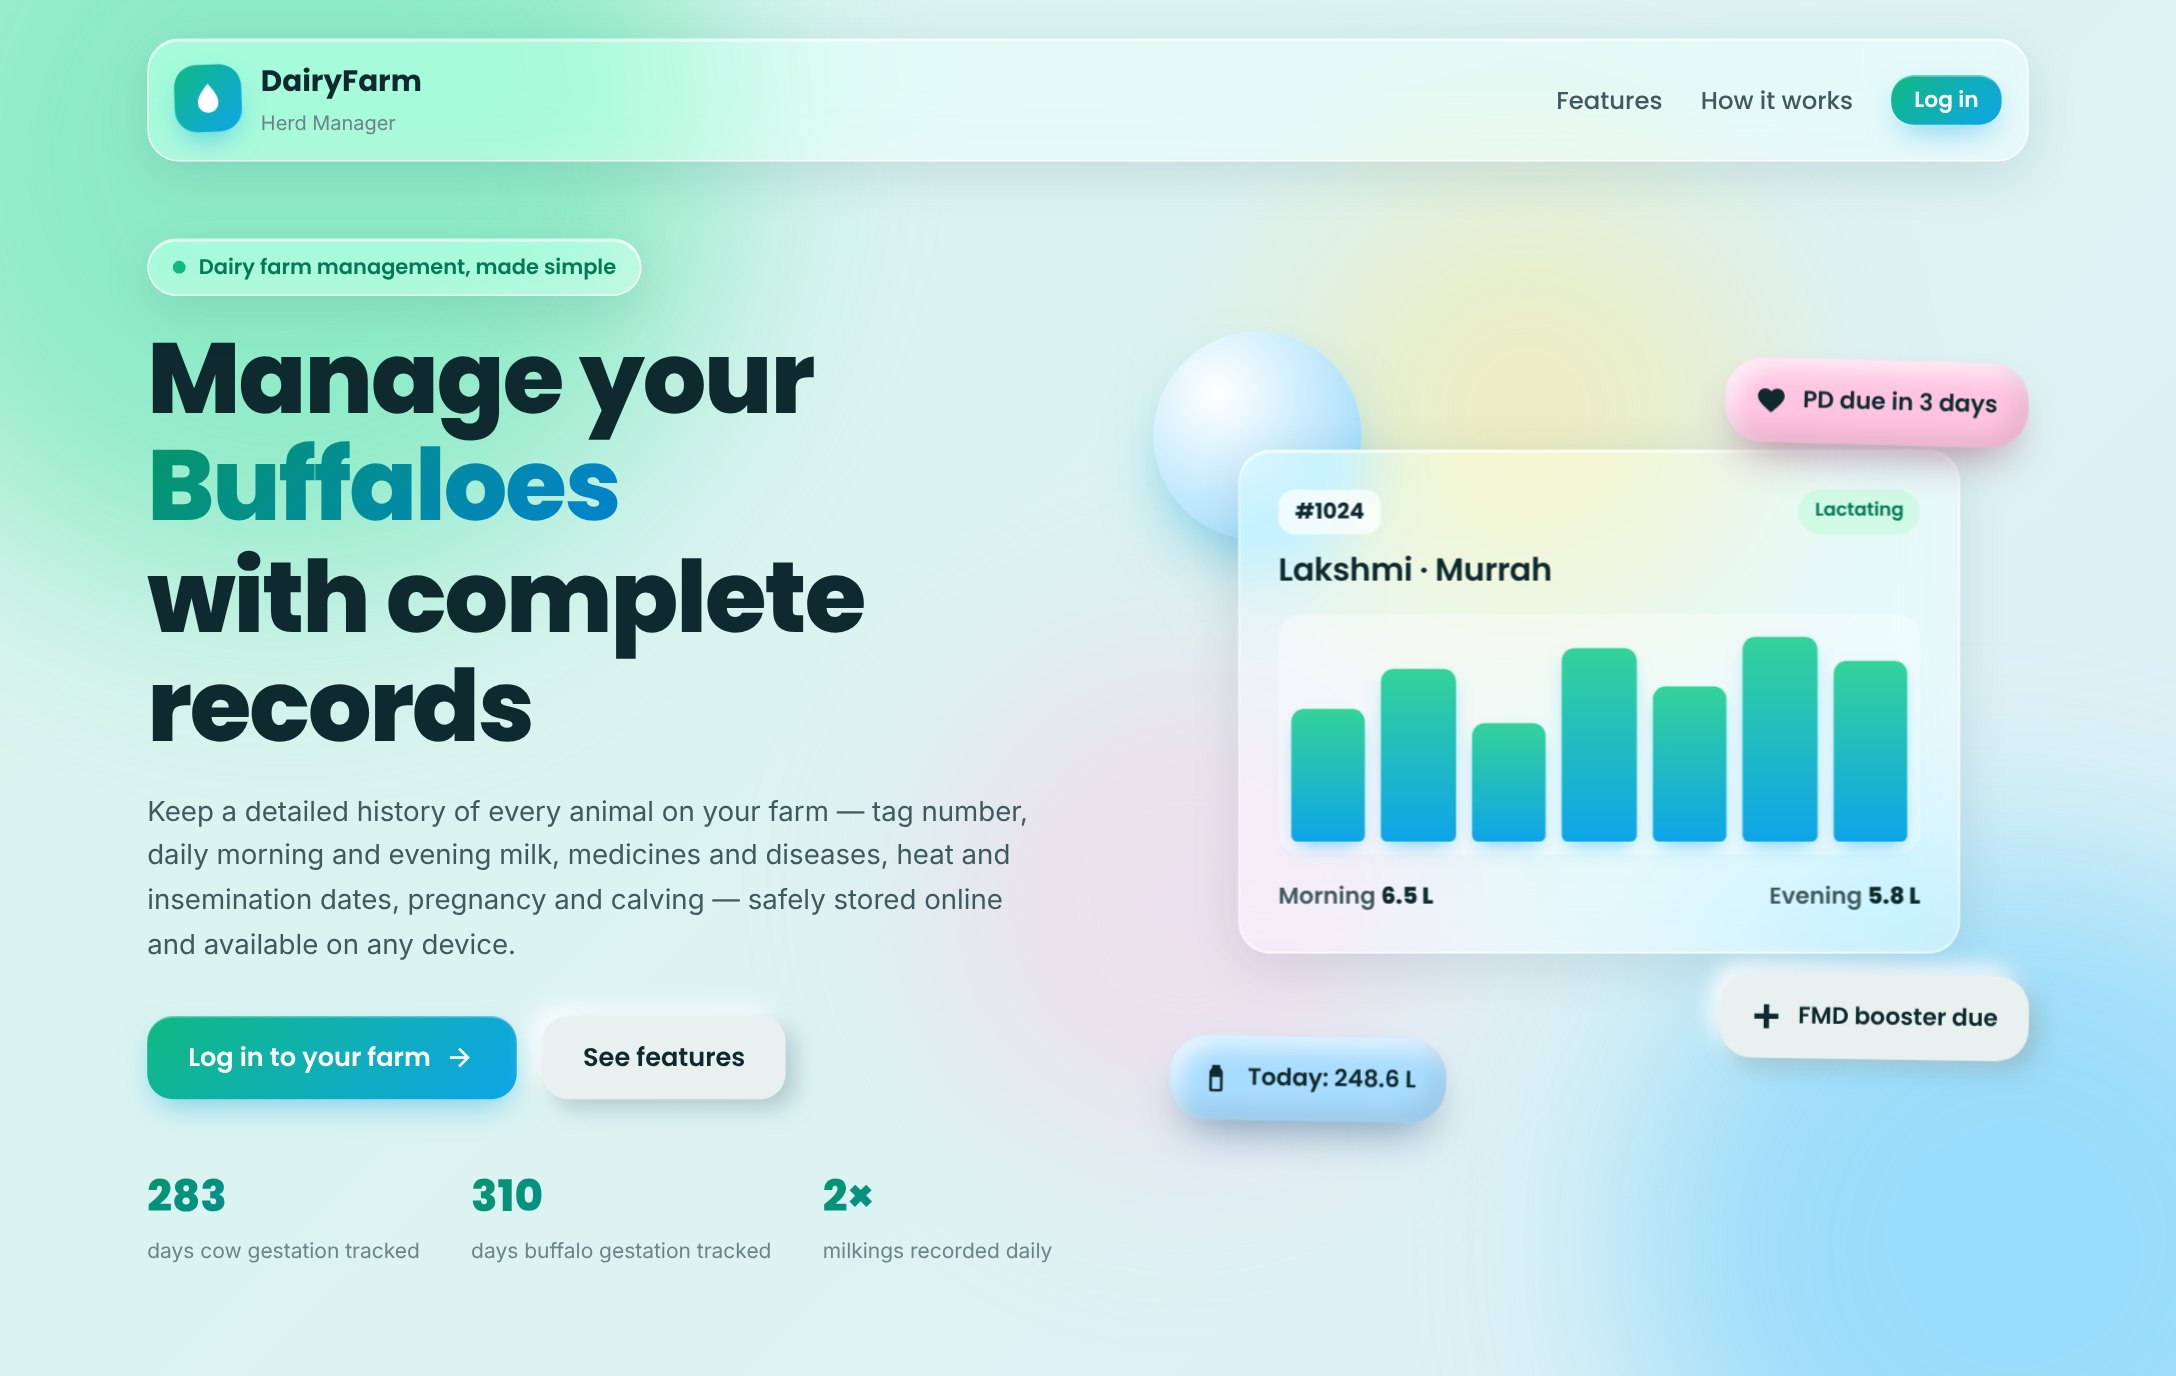 DairyFarm
Herd Manager
Features
How it works
Log in
Dairy farm management, made simple
Manage your
Buffaloes
with complete
records
Keep a detailed history of every animal on your farm — tag number,
daily morning and evening milk, medicines and diseases, heat and
insemination dates, pregnancy and calving — safely stored online
and available on any device.
Log in to your farm →
See features
283
days cow gestation tracked
310
days buffalo gestation tracked
2×
milkings recorded daily
PD due in 3 days
#1024
Lactating
Lakshmi · Murrah
Morning 6.5 L
Evening 5.8 L
FMD booster due
Today: 248.6 L